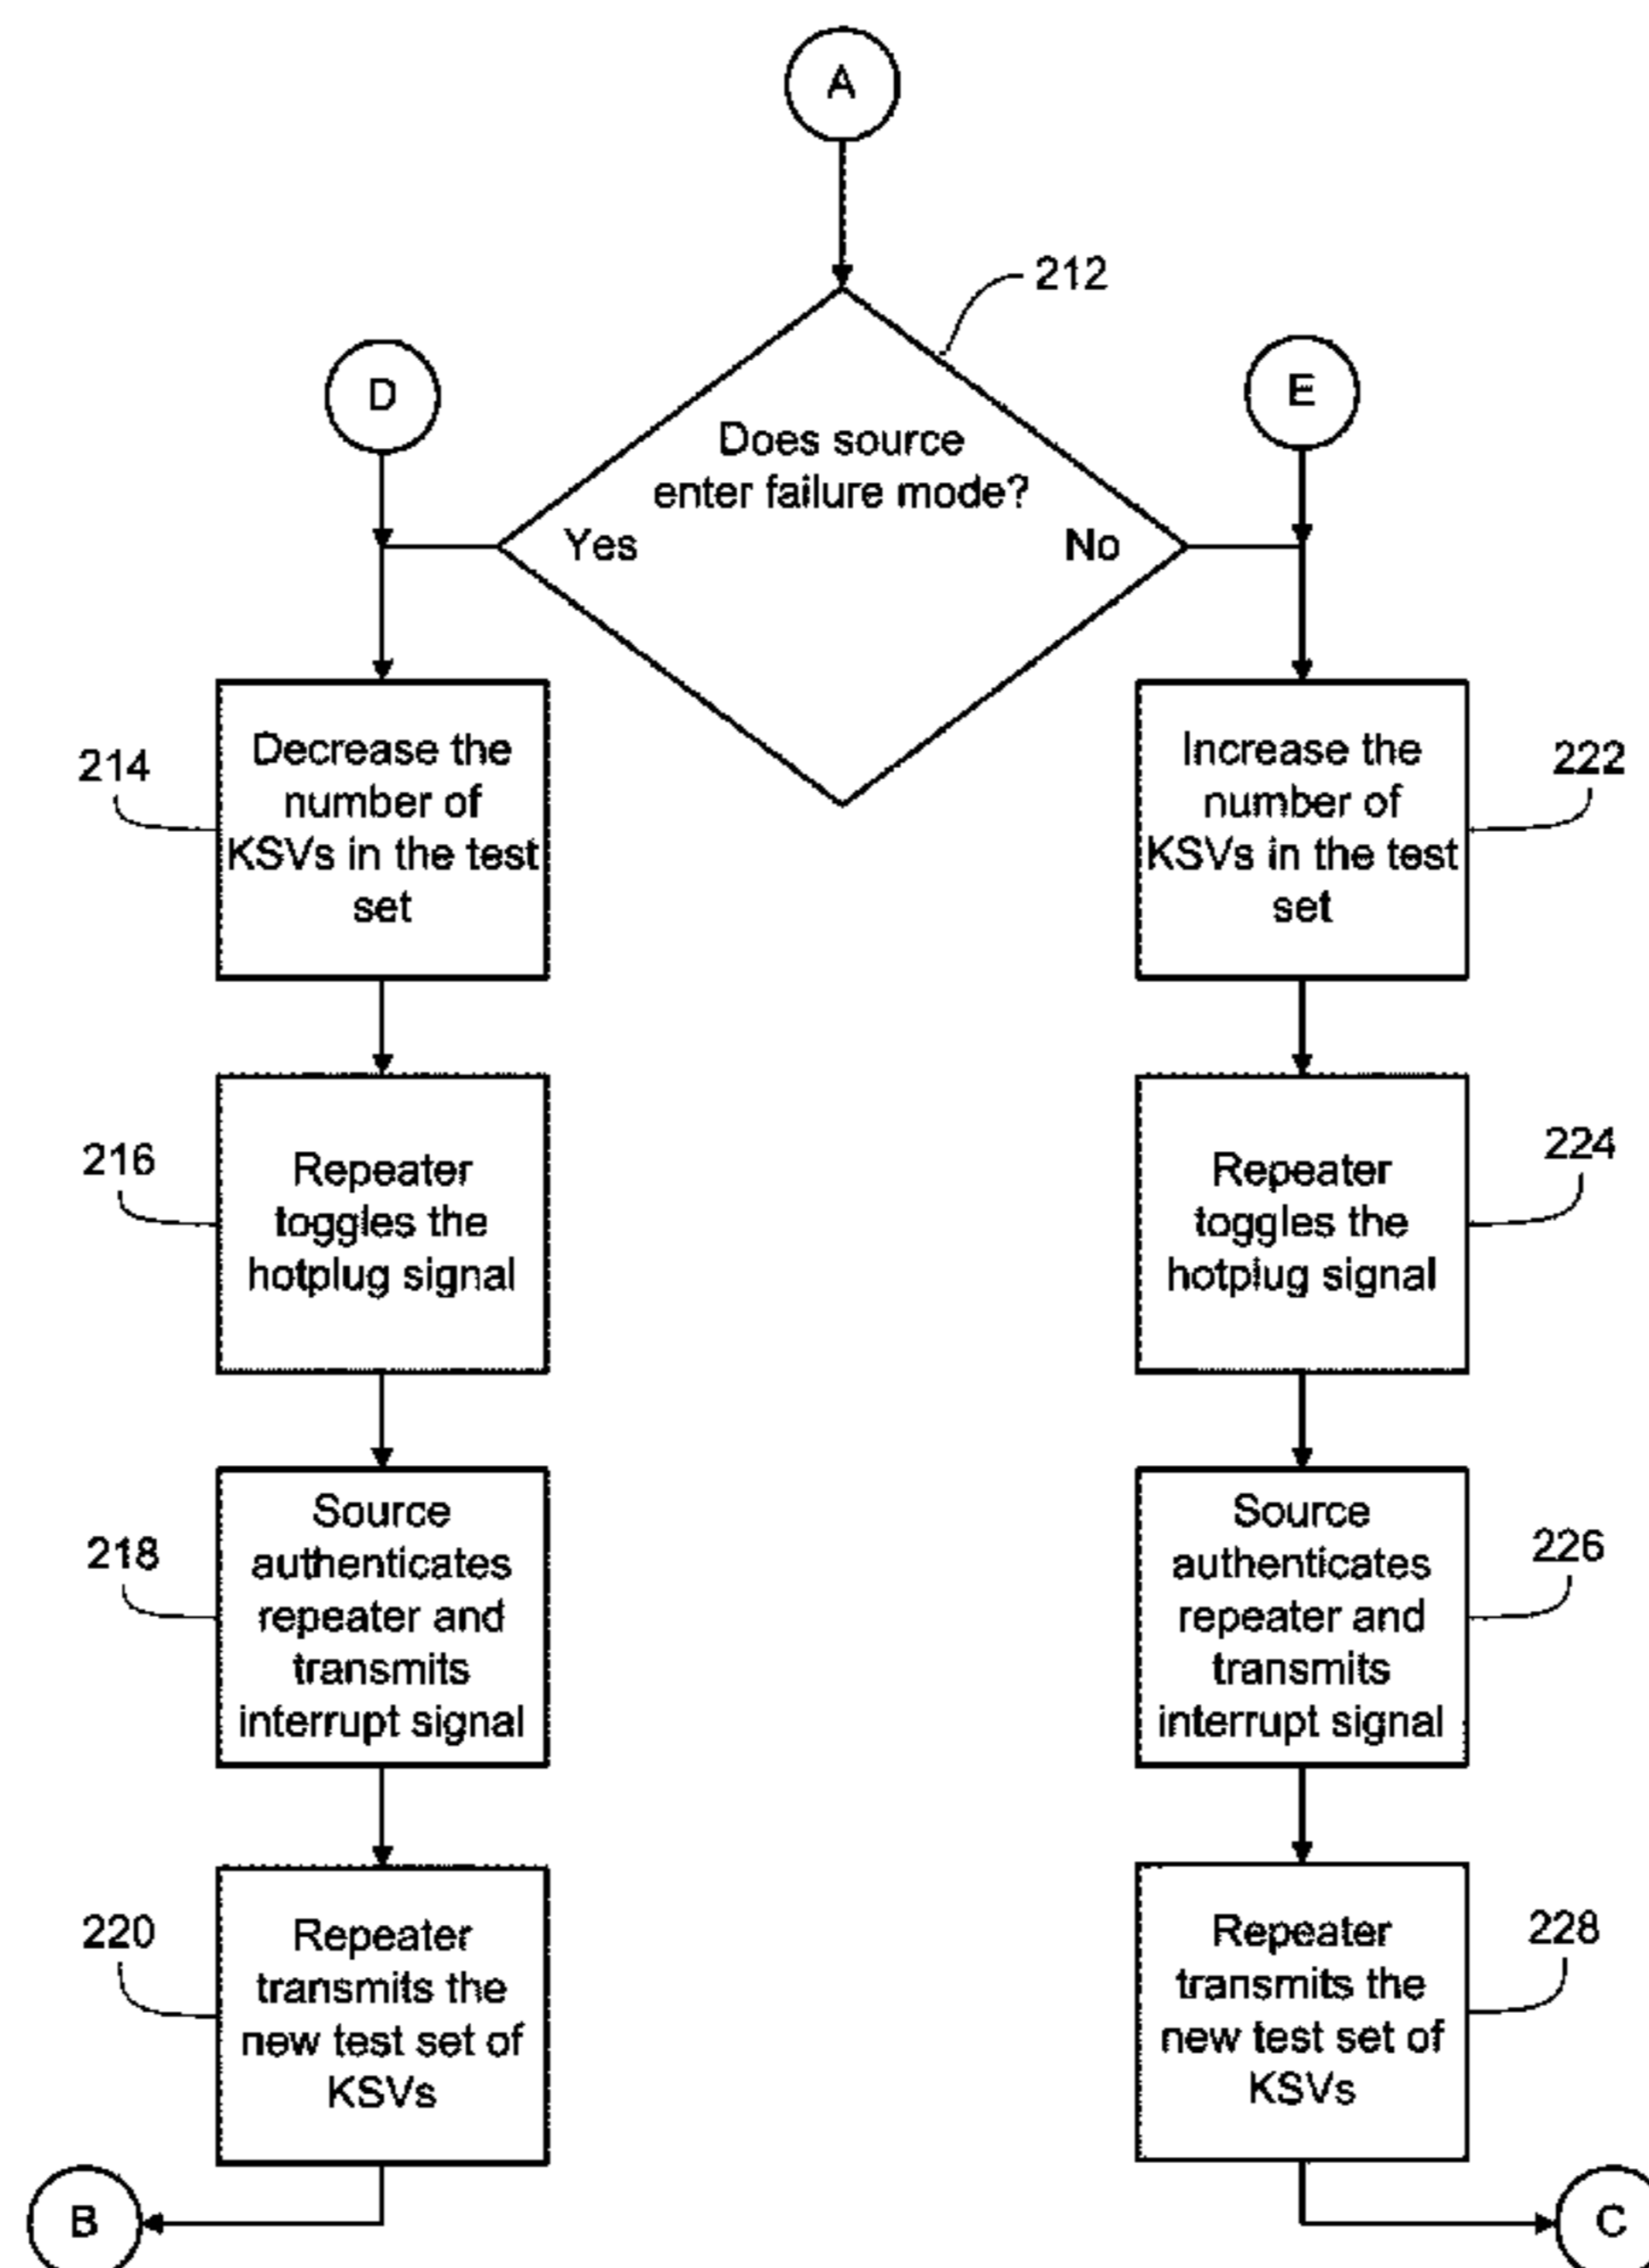 A
212
D
E
Does source
enter failure mode?
Yes
No
214
Decrease the
number of
KSVs in the test
set
Increase the
number of
KSVs in the test
set
222
216
Repeater
toggles the
hotplug signal
Repeater
toggles the
hotplug signal
224
218
Source
authenticates
repeater and
transmits
interrupt signal
Source
authenticates
repeater and
transmits
interrupt signal
226
220
Repeater
transmits the
new test set of
KSVs
Repeater
transmits the
new test set of
KSVs
228
B
C